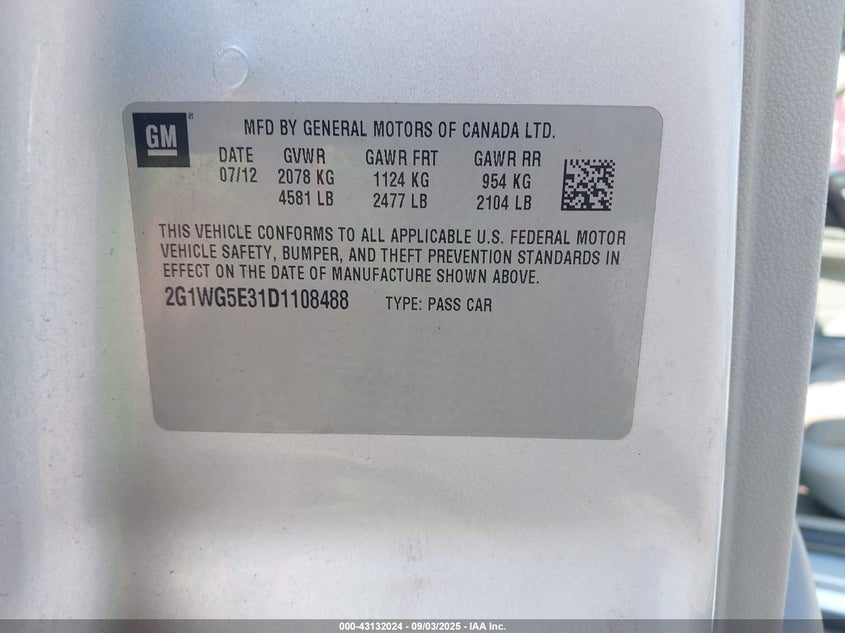 GM
MFD BY GENERAL MOTORS OF CANADA LTD.
DATE GVWR GAWR FRT GAWR RR
07/12 2078 KG 1124 KG 954 KG
4581 LB 2477 LB 2104 LB
THIS VEHICLE CONFORMS TO ALL APPLICABLE U.S. FEDERAL MOTOR
VEHICLE SAFETY, BUMPER, AND THEFT PREVENTION STANDARDS IN
EFFECT ON THE DATE OF MANUFACTURE SHOWN ABOVE.
2G1WG5E31D1108488 TYPE: PASS CAR
000-43132024 - 09/03/2025 - IAA Inc.